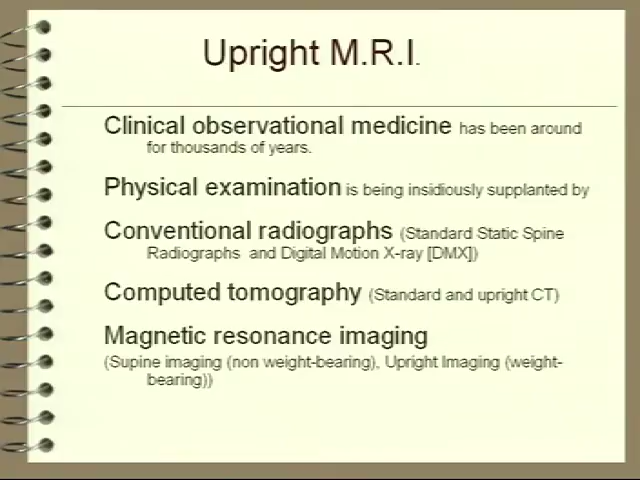 Upright M.R.I.
Clinical observational medicine has been around
for thousands of years.
Physical examination is being insidiously supplanted by
Conventional radiographs (Standard Static Spine
Radiographs and Digital Motion X-ray [DMX])
Computed tomography (Standard and upright CT)
Magnetic resonance imaging
(Supine imaging (non weight-bearing), Upright Imaging (weight-
bearing))